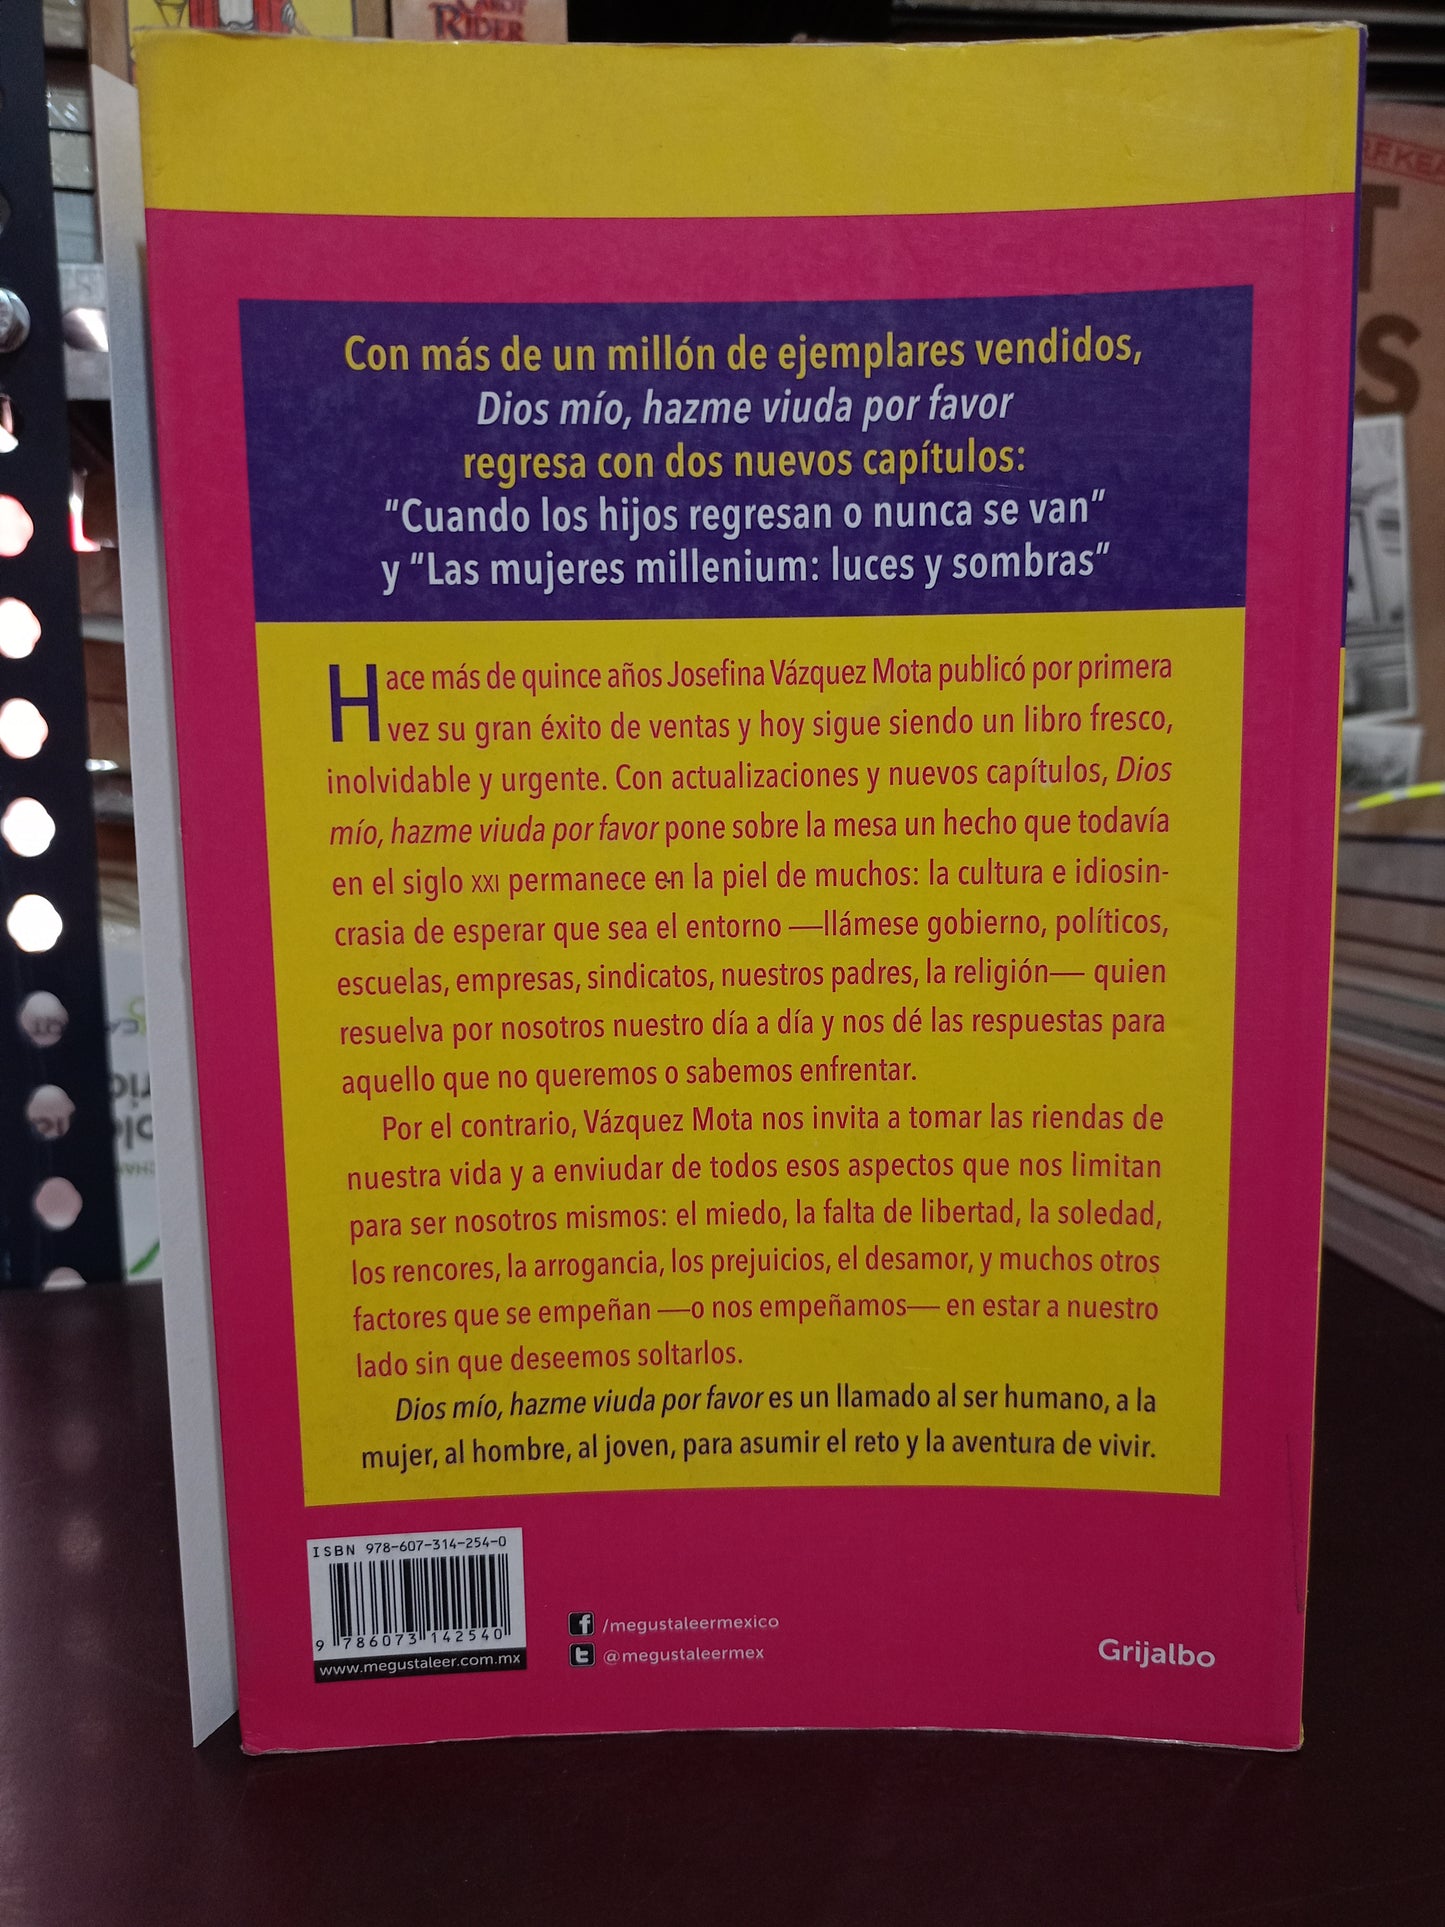 RIDER
Con más de un millón de ejemplares vendidos,
Dios mío, hazme viuda por favor
regresa con dos nuevos capítulos:
“Cuando los hijos regresan o nunca se van”
y “Las mujeres millenium: luces y sombras”
Hace más de quince años Josefina Vázquez Mota publicó por primera
vez su gran éxito de ventas y hoy sigue siendo un libro fresco,
inolvidable y urgente. Con actualizaciones y nuevos capítulos, Dios
mío, hazme viuda por favor pone sobre la mesa un hecho que todavía
en el siglo XXI permanece en la piel de muchos: la cultura e idiosin-
crasia de esperar que sea el entorno —llámese gobierno, políticos,
escuelas, empresas, sindicatos, nuestros padres, la religión— quien
resuelva por nosotros nuestro día a día y nos dé las respuestas para
aquello que no queremos o sabemos enfrentar.
Por el contrario, Vázquez Mota nos invita a tomar las riendas de
nuestra vida y a enviudar de todos esos aspectos que nos limitan
para ser nosotros mismos: el miedo, la falta de libertad, la soledad,
los rencores, la arrogancia, los prejuicios, el desamor, y muchos otros
factores que se empeñan —o nos empeñamos— en estar a nuestro
lado sin que deseemos soltarlos.
Dios mío, hazme viuda por favor es un llamado al ser humano, a la
mujer, al hombre, al joven, para asumir el reto y la aventura de vivir.
ISBN 978-607-314-254-0
9 786073 142540
www.megustaleer.com.mx
/megustaleermexico
@megustaleermex
Grijalbo